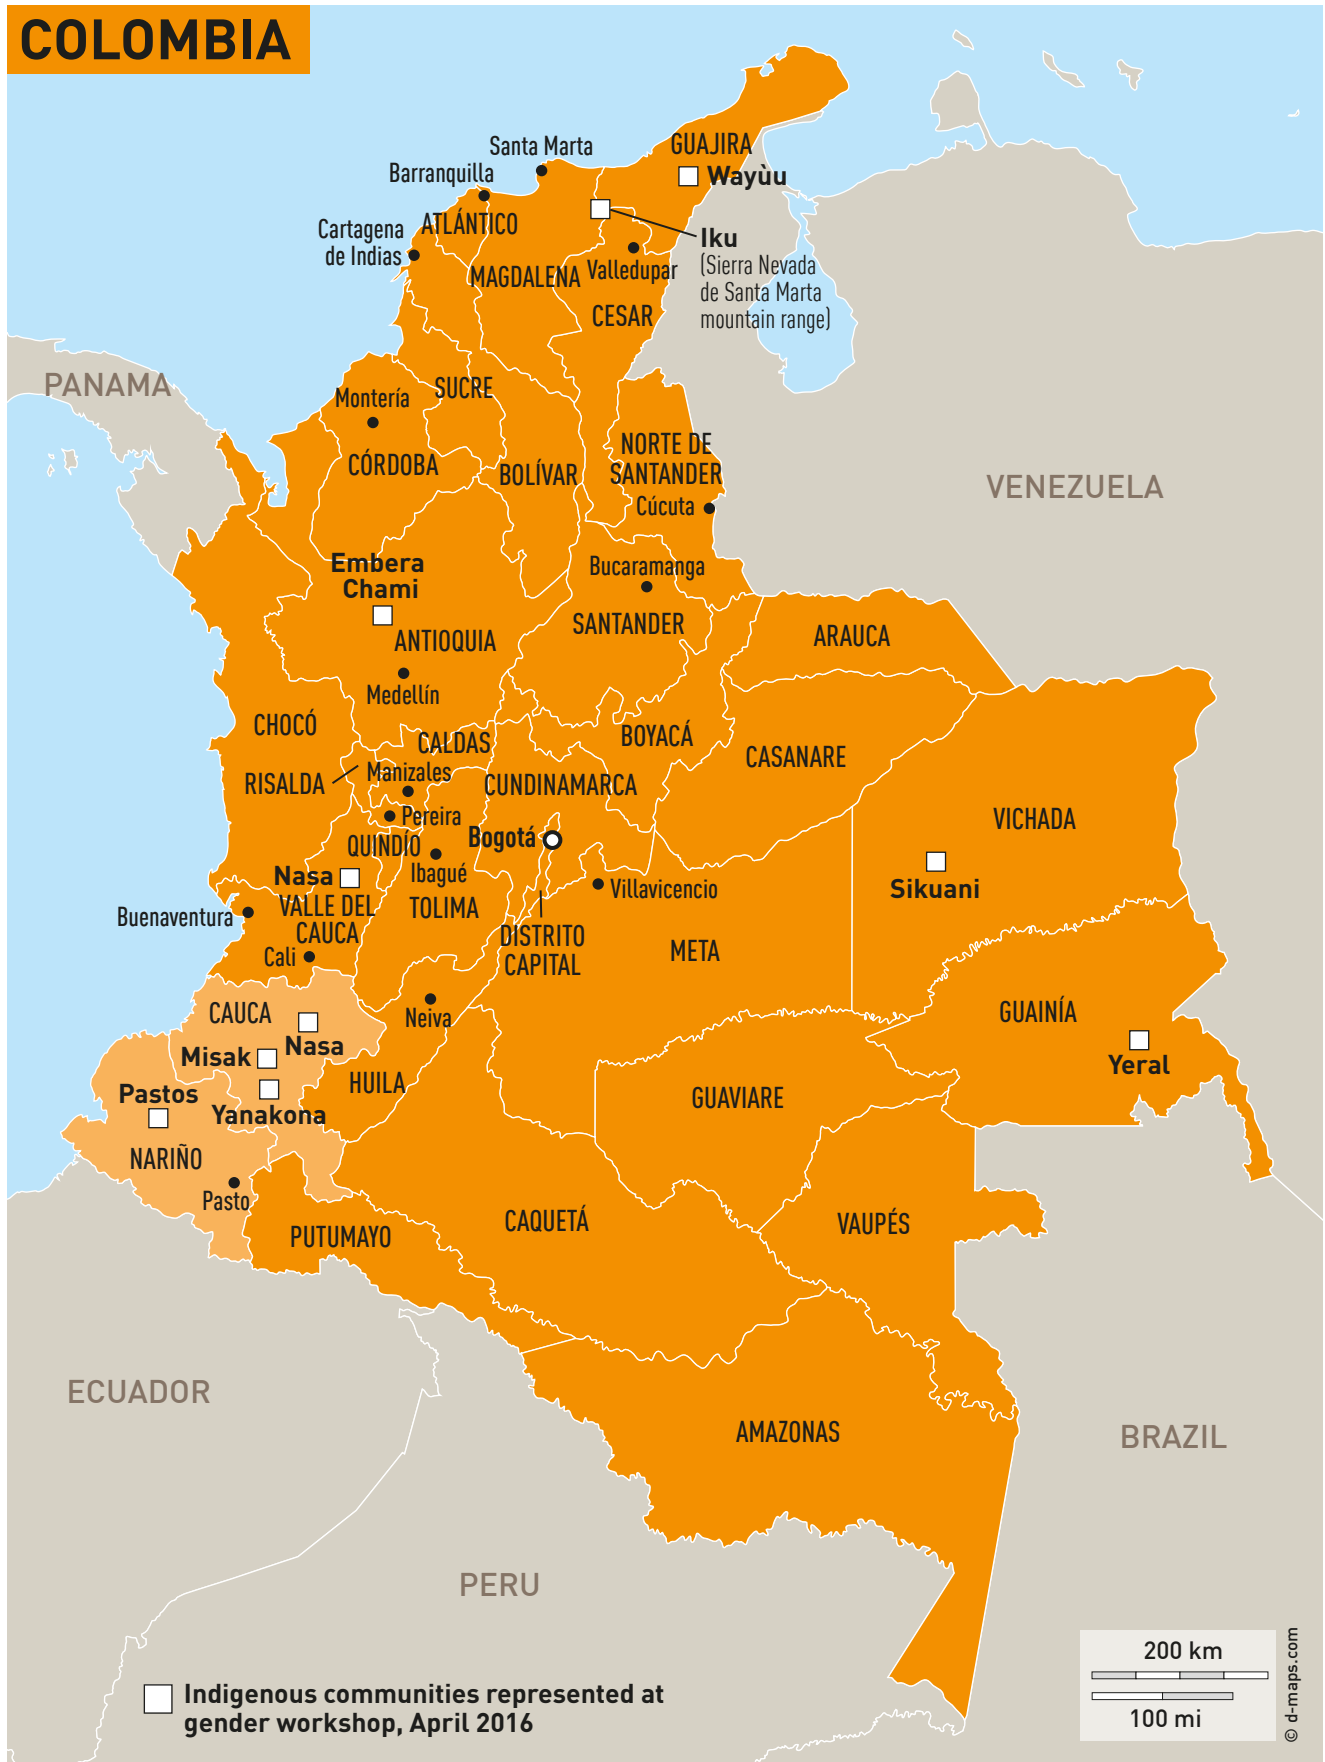 COLOMBIA
Santa Marta
GUAJIRA
Barranquilla
Wayùu
Cartagena
de Indias
ATLÁNTICO
Iku
(Sierra Nevada
de Santa Marta
mountain range)
MAGDALENA
Valledupar
CESAR
PANAMA
Montería
SUCRE
NORTE DE
SANTANDER
CÓRDOBA
BOLÍVAR
Cúcuta
VENEZUELA
Embera
Chami
Bucaramanga
SANTANDER
ARAUCA
ANTIOQUIA
Medellín
CHOCÓ
CALDAS
BOYACÁ
CASANARE
RISALDA
Manizales
CUNDINAMARCA
Pereira
VICHADA
QUINDÍO
Bogotá
Ibagué
Nasa
Villavicencio
Sikuani
VALLE DEL
CAUCA
TOLIMA
Buenaventura
DISTRITO
CAPITAL
META
Cali
CAUCA
Neiva
GUAINÍA
Nasa
Misak
Yeral
HUILA
Pastos
Yanakona
GUAVIARE
NARIÑO
Pasto
PUTUMAYO
CAQUETÁ
VAUPÉS
ECUADOR
AMAZONAS
BRAZIL
PERU
Indigenous communities represented at
gender workshop, April 2016
200 km
100 mi
© d-maps.com